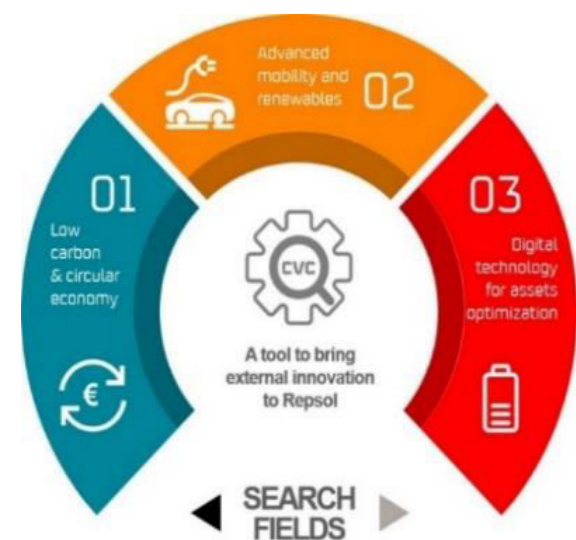 01
Low
carbon
& circular
economy
€
Advanced
mobility and
renewables
02
03
Digital
technology
for assets
optimization
CVC
A tool to bring
external innovation
to Repsol
SEARCH
FIELDS